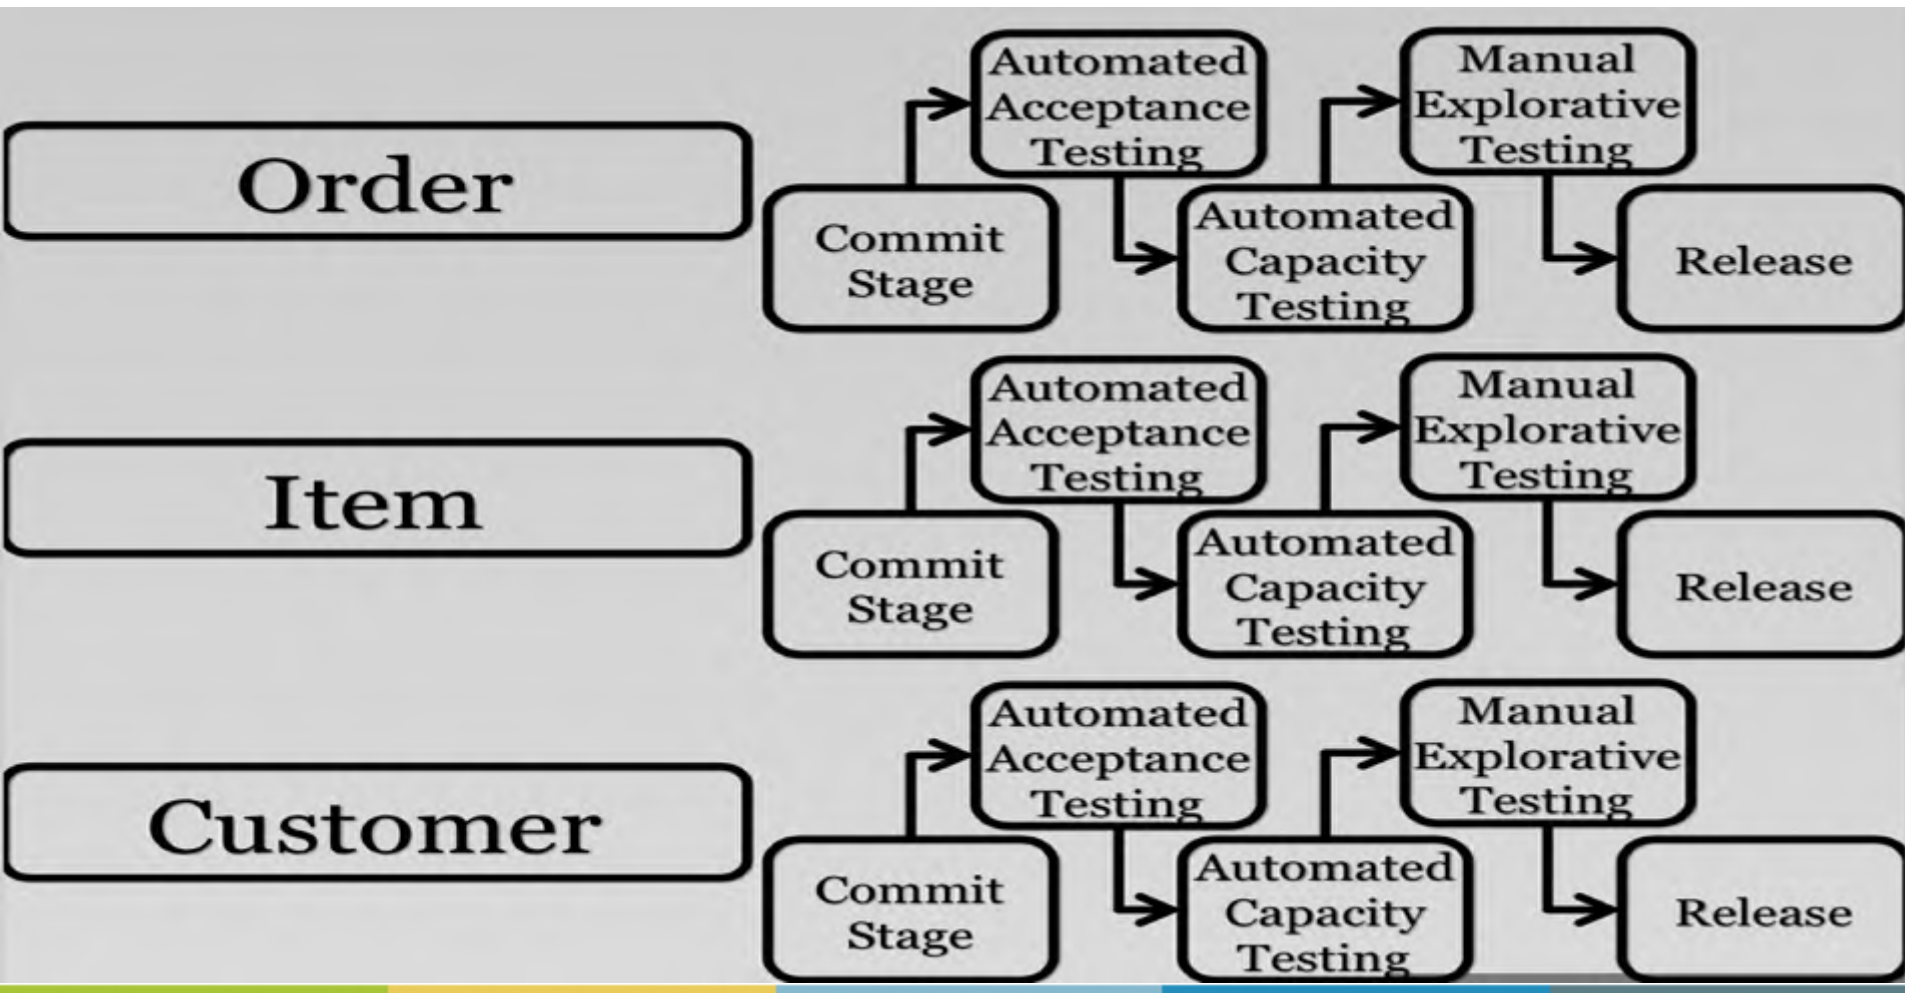 Order
Commit
Stage
Automated
Acceptance
Testing
Automated
Capacity
Testing
Manual
Explorative
Testing
Release
Item
Commit
Stage
Automated
Acceptance
Testing
Automated
Capacity
Testing
Manual
Explorative
Testing
Release
Customer
Commit
Stage
Automated
Acceptance
Testing
Automated
Capacity
Testing
Manual
Explorative
Testing
Release